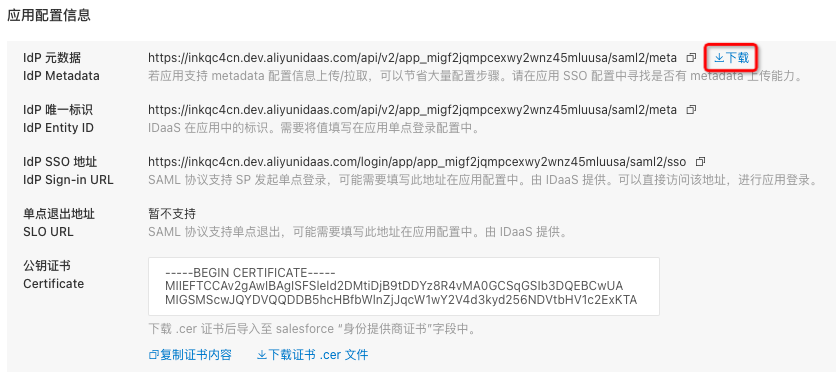 应用配置信息
IdP 元数据 https://inkqc4cn.dev.aliyunidaas.com/api/v2/app_migf2jqmpcexwy2wnz45mluusa/saml2/meta 下载
IdP Metadata 若应用支持 metadata 配置信息上传/拉取，可以节省大量配置步骤。请在应用 SSO 配置中寻找是否有 metadata 上传能力。
IdP 唯一标识 https://inkqc4cn.dev.aliyunidaas.com/api/v2/app_migf2jqmpcexwy2wnz45mluusa/saml2/meta
IdP Entity ID IDaaS 在应用中的标识。需要将值填写在应用单点登录配置中。
IdP SSO 地址 https://inkqc4cn.dev.aliyunidaas.com/login/app/app_migf2jqmpcexwy2wnz45mluusa/saml2/sso
IdP Sign-in URL SAML 协议支持 SP 发起单点登录，可能需要填写此地址在应用配置中。由 IDaaS 提供。可以直接访问该地址，进行应用登录。
单点退出地址 暂不支持
SLO URL SAML 协议支持单点退出，可能需要填写此地址在应用配置中。由 IDaaS 提供。
公钥证书 -----BEGIN CERTIFICATE-----
Certificate MIIEFTCCAv2gAwIBAgISFSleId2DMtiDjB9tDDYz8R4vMA0GCSqGSIb3DQEBCwUA
MIGSMScwJQYDVQQDDB5hcHBfbWlnZjJqcW1wY2V4d3kyd256NDVtbHV1c2ExKTA
下载 .cer 证书后导入至 salesforce “身份提供商证书”字段中。
复制证书内容 下载证书 .cer 文件